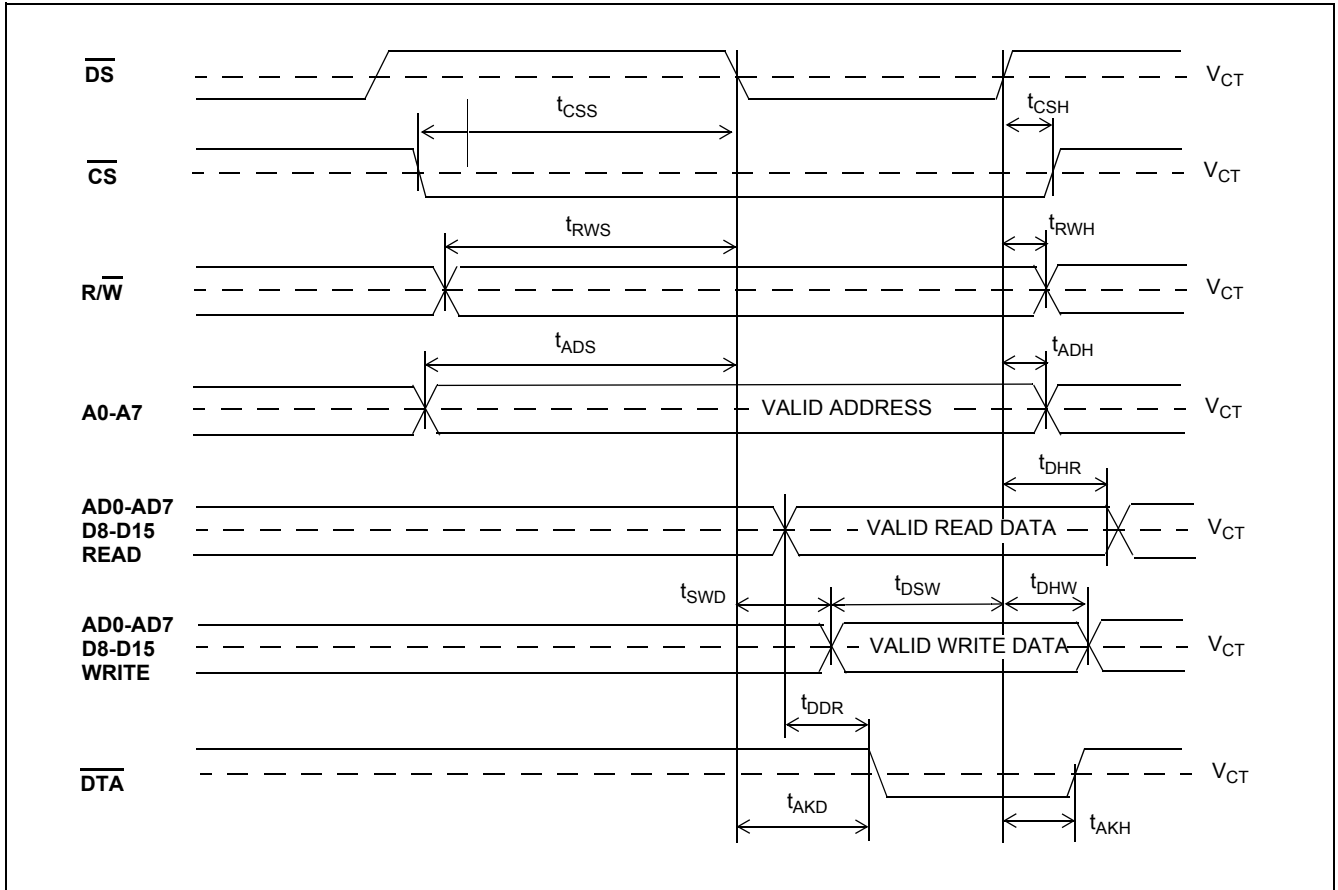 DS
VCT
tCSS
tCSH
CS
VCT
tRWS
tRWH
R/W
VCT
tADS
tADH
A0-A7
VALID ADDRESS
VCT
tDHR
AD0-AD7
D8-D15
READ
VALID READ DATA
VCT
tSWD
tDSW
tDHW
AD0-AD7
D8-D15
WRITE
VALID WRITE DATA
VCT
tDDR
DTA
VCT
tAKD
tAKH